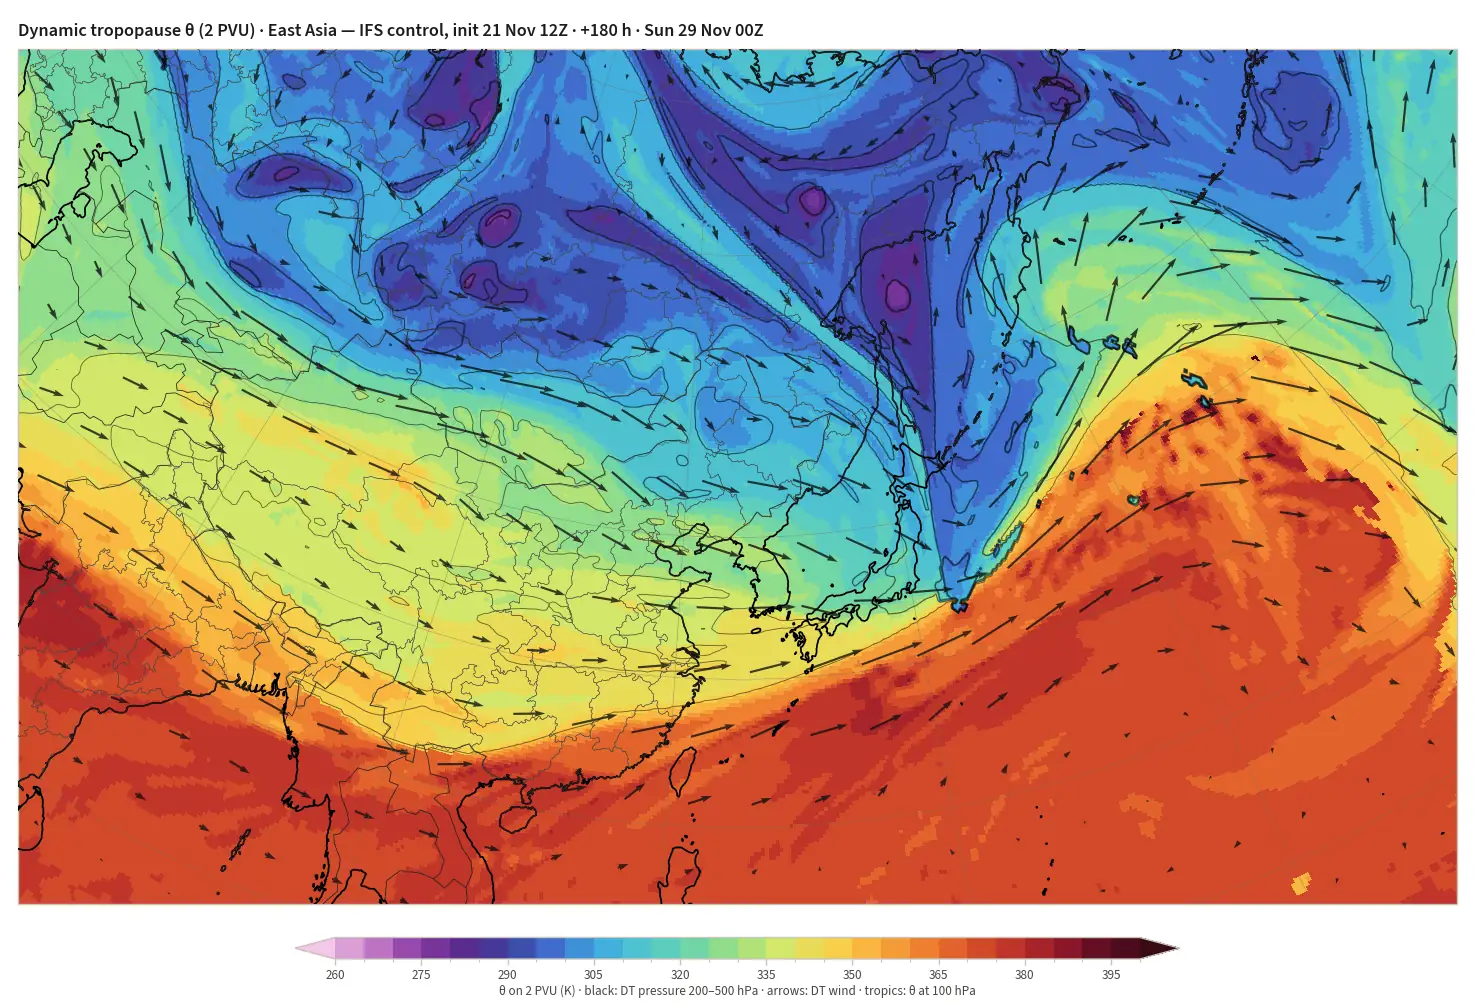 Dynamic tropopause θ (2 PVU) · East Asia — IFS control, init 21 Nov 12Z · +180 h · Sun 29 Nov 00Z
260 275 290 305 320 335 350 365 380 395
θ on 2 PVU (K) · black: DT pressure 200–500 hPa · arrows: DT wind · tropics: θ at 100 hPa